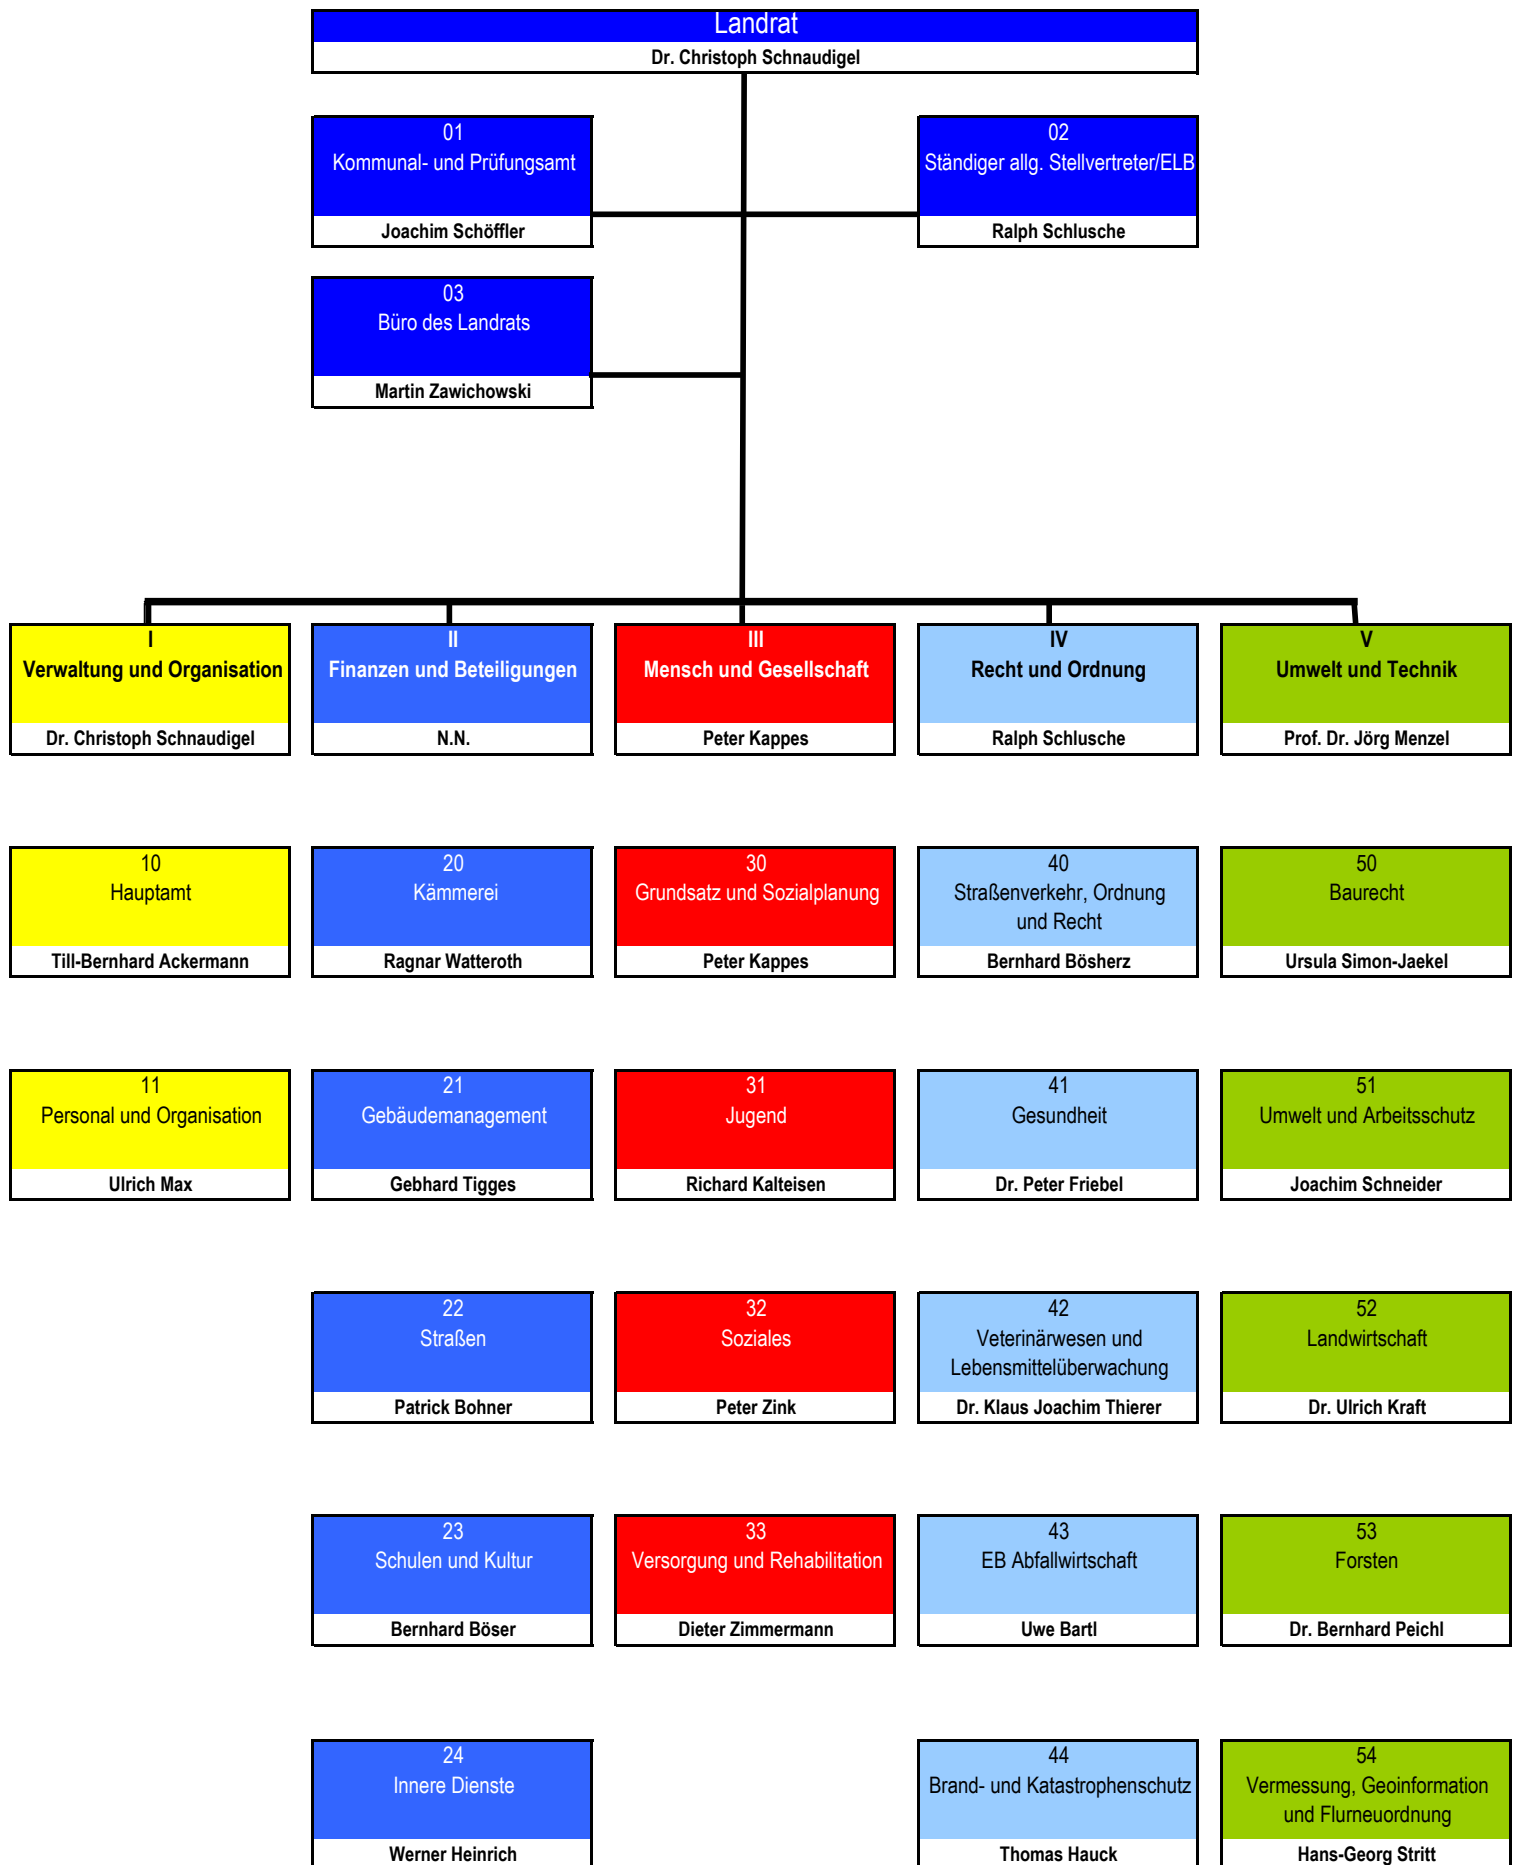 Landrat
Dr. Christoph Schnaudigel
01
Kommunal- und Prüfungsamt
Joachim Schöffler
02
Ständiger allg. Stellvertreter/ELB
Ralph Schlusche
03
Büro des Landrats
Martin Zawichowski
I
Verwaltung und Organisation
Dr. Christoph Schnaudigel
II
Finanzen und Beteiligungen
N.N.
III
Mensch und Gesellschaft
Peter Kappes
IV
Recht und Ordnung
Ralph Schlusche
V
Umwelt und Technik
Prof. Dr. Jörg Menzel
10
Hauptamt
Till-Bernhard Ackermann
20
Kämmerei
Ragnar Watteroth
30
Grundsatz und Sozialplanung
Peter Kappes
40
Straßenverkehr, Ordnung
und Recht
Bernhard Bösherz
50
Baurecht
Ursula Simon-Jaekel
11
Personal und Organisation
Ulrich Max
21
Gebäudemanagement
Gebhard Tigges
31
Jugend
Richard Kalteisen
41
Gesundheit
Dr. Peter Friebel
51
Umwelt und Arbeitsschutz
Joachim Schneider
22
Straßen
Patrick Bohner
32
Soziales
Peter Zink
42
Veterinärwesen und
Lebensmittelüberwachung
Dr. Klaus Joachim Thierer
52
Landwirtschaft
Dr. Ulrich Kraft
23
Schulen und Kultur
Bernhard Böser
33
Versorgung und Rehabilitation
Dieter Zimmermann
43
EB Abfallwirtschaft
Uwe Bartl
53
Forsten
Dr. Bernhard Peichl
24
Innere Dienste
Werner Heinrich
44
Brand- und Katastrophenschutz
Thomas Hauck
54
Vermessung, Geoinformation
und Flurneuordnung
Hans-Georg Stritt